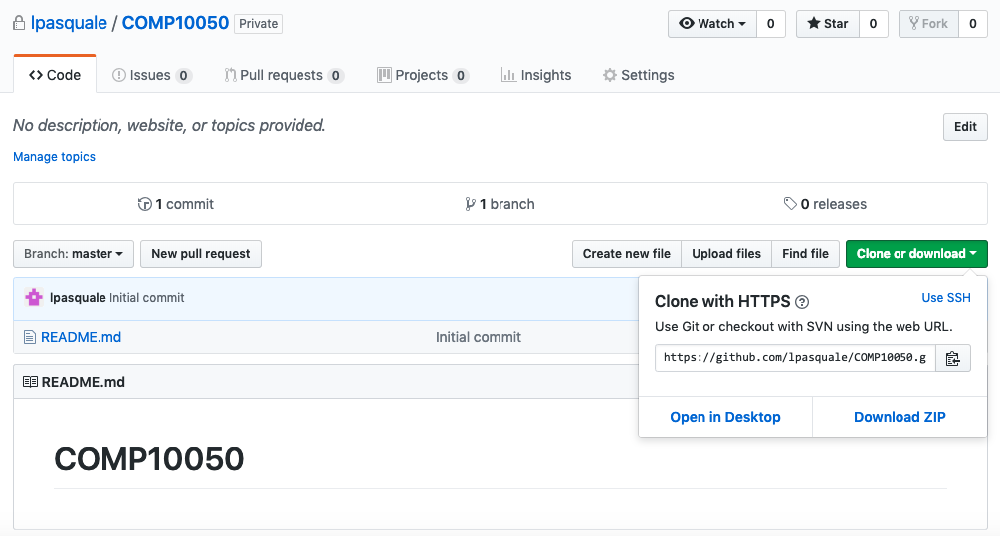 lpasquale / COMP10050 Private Watch 0 Star 0 Fork 0
Code Issues 0 Pull requests 0 Projects 0 Insights Settings
No description, website, or topics provided. Edit
Manage topics
1 commit 1 branch 0 releases
Branch: master New pull request Create new file Upload files Find file Clone or download
lpasquale Initial commit
README.md Initial commit
Clone with HTTPS ? Use SSH
Use Git or checkout with SVN using the web URL.
https://github.com/lpasquale/COMP10050.g
Open in Desktop Download ZIP
README.md
COMP10050